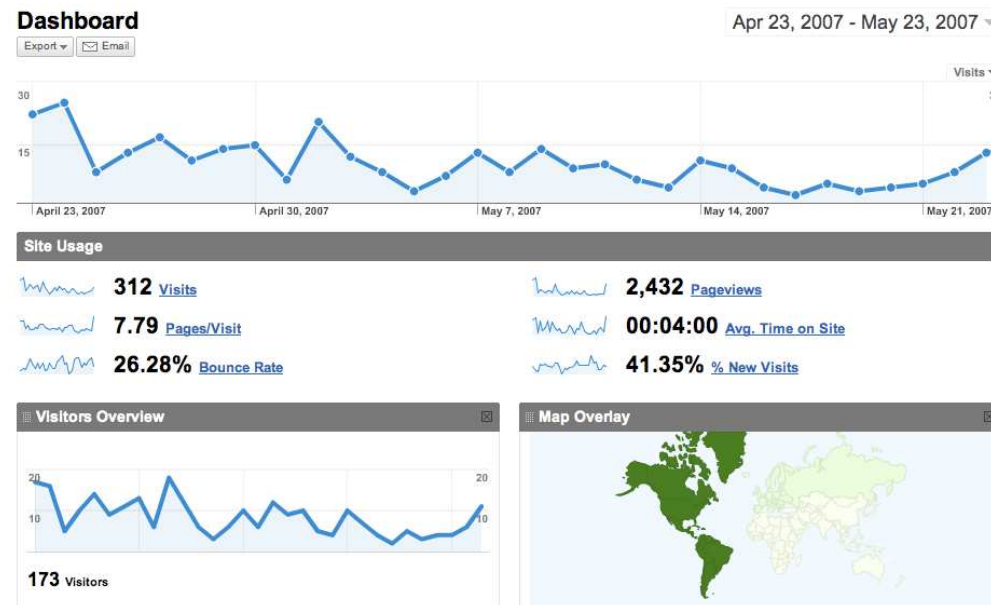 Dashboard
Apr 23, 2007 - May 23, 2007
Export
Email
Visits
30
15
April 23, 2007
April 30, 2007
May 7, 2007
May 14, 2007
May 21, 2007
Site Usage
312 Visits
2,432 Pageviews
7.79 Pages/Visit
00:04:00 Avg. Time on Site
26.28% Bounce Rate
41.35% % New Visits
Visitors Overview
Map Overlay
20
20
10
10
173 Visitors